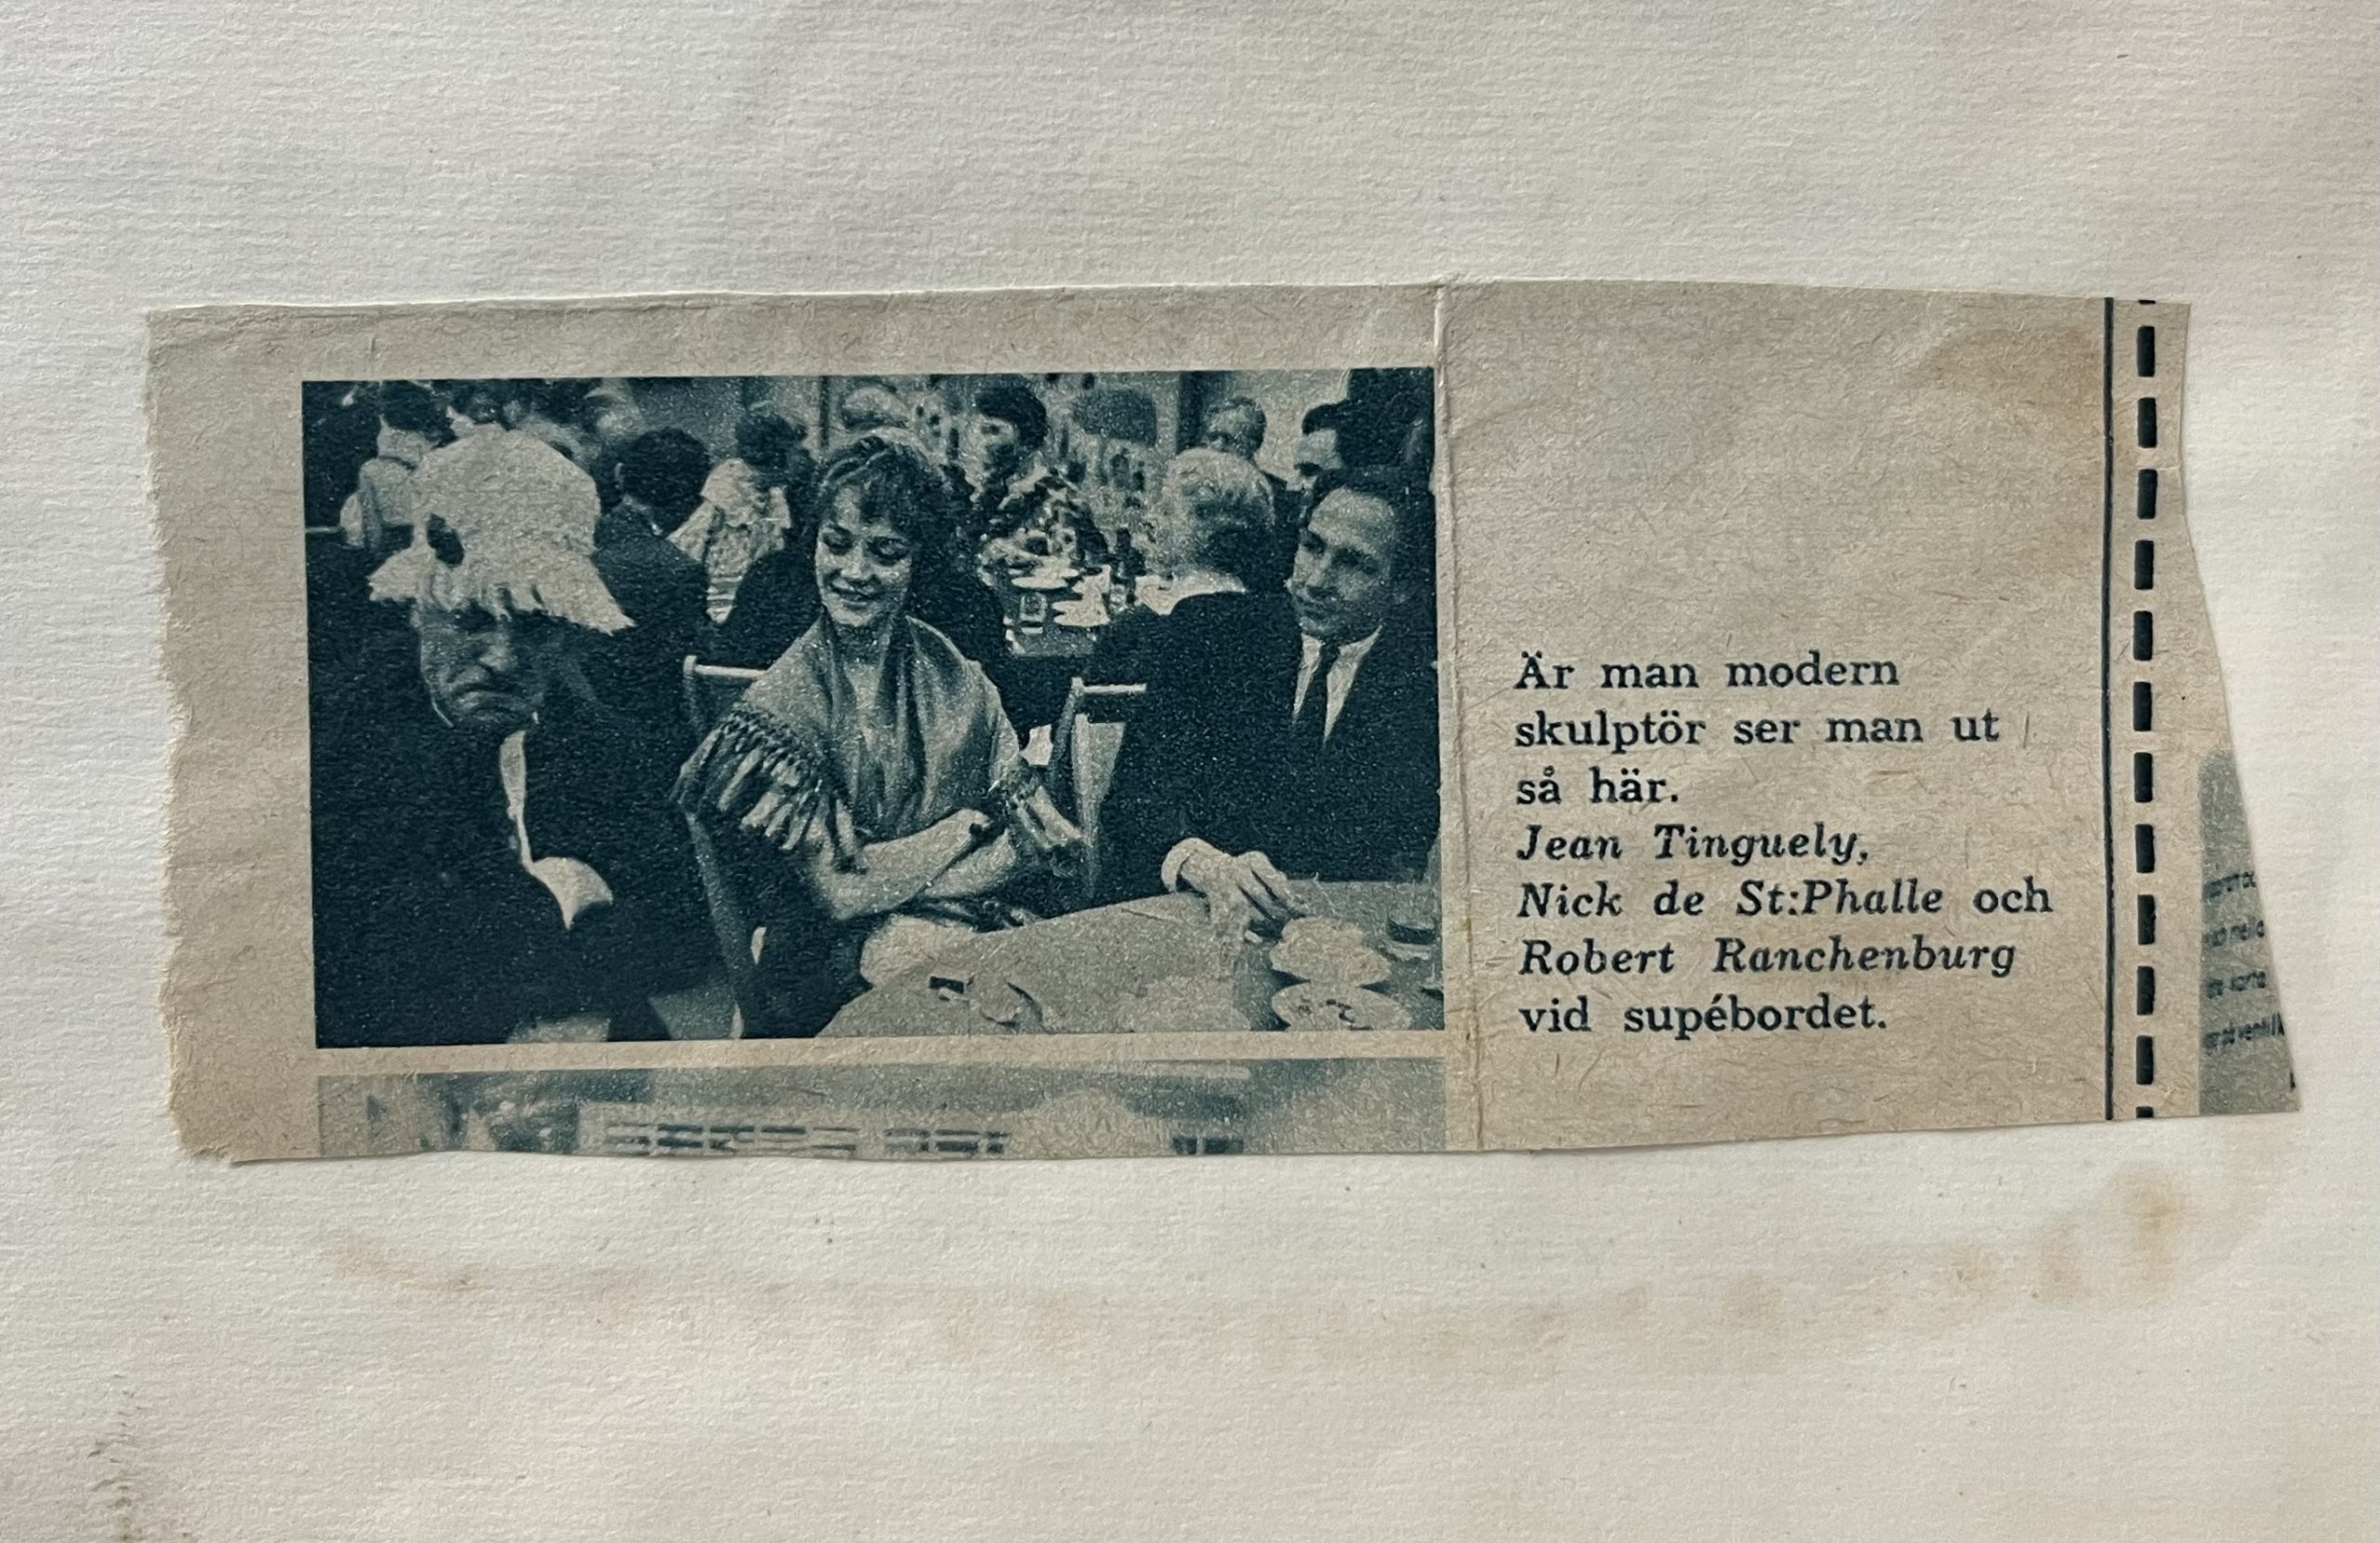 Är man modern
skulptör ser man ut
så här.
Jean Tinguely,
Nick de St:Phalle och
Robert Ranchenburg
vid supébordet.